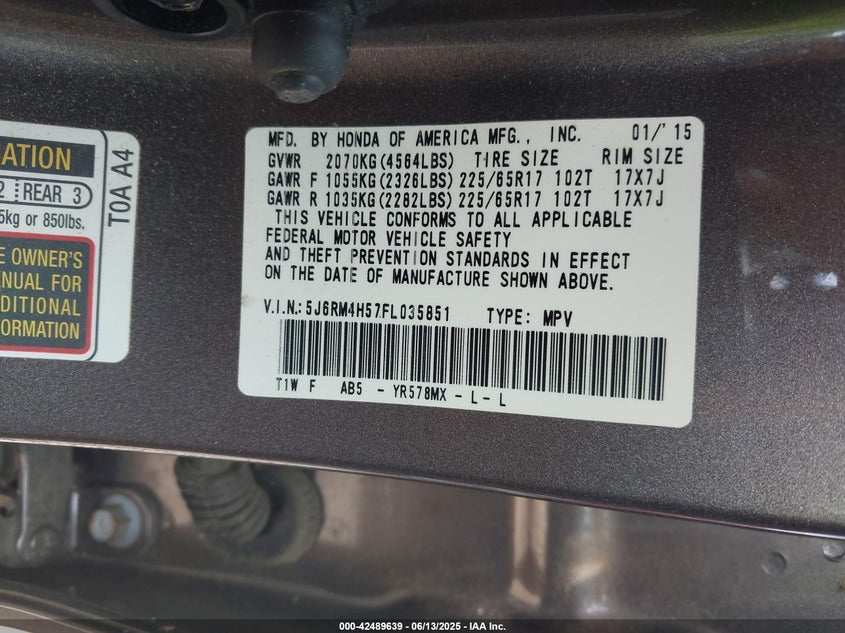 ATION
2 REAR 3
5kg or 850lbs.
E OWNER'S
NUAL FOR
DITIONAL
FORMATION
T0A A4
MFD. BY HONDA OF AMERICA MFG., INC. 01/'15
GVWR 2070KG(4564LBS) TIRE SIZE RIM SIZE
GAWR F 1055KG(2326LBS) 225/65R17 102T 17X7J
GAWR R 1035KG(2282LBS) 225/65R17 102T 17X7J
THIS VEHICLE CONFORMS TO ALL APPLICABLE
FEDERAL MOTOR VEHICLE SAFETY
AND THEFT PREVENTION STANDARDS IN EFFECT
ON THE DATE OF MANUFACTURE SHOWN ABOVE.
V.I.N.: 5J6RM4H57FL035851 TYPE: MPV
T1W F AB5 - YR578MX - L - L
000-42489639 - 06/13/2025 - IAA Inc.